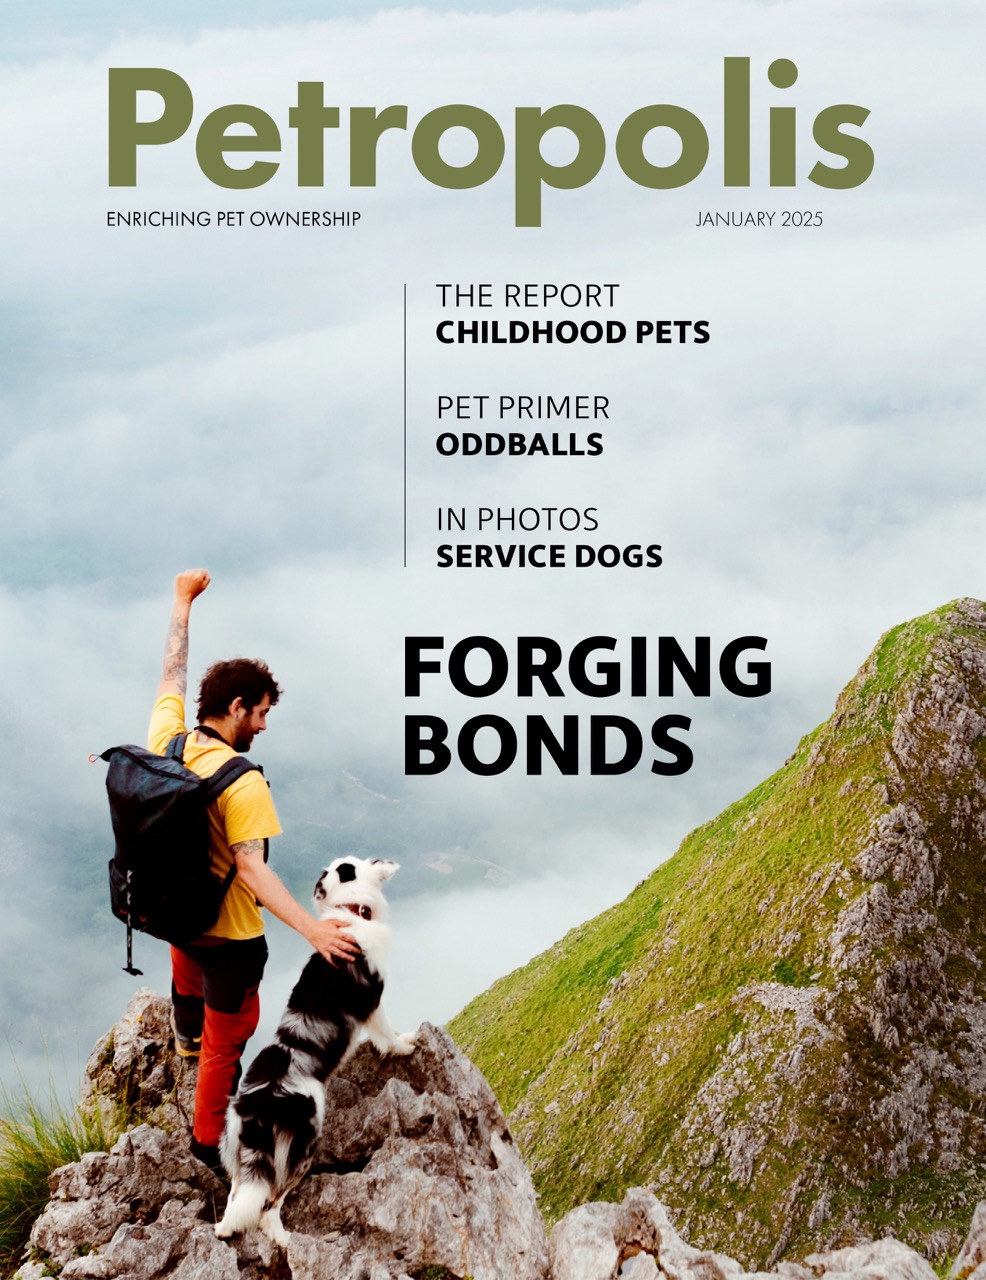 Petropolis
ENRICHING PET OWNERSHIP
JANUARY 2025
THE REPORT
CHILDHOOD PETS
PET PRIMER
ODDBALLS
IN PHOTOS
SERVICE DOGS
FORGING
BONDS